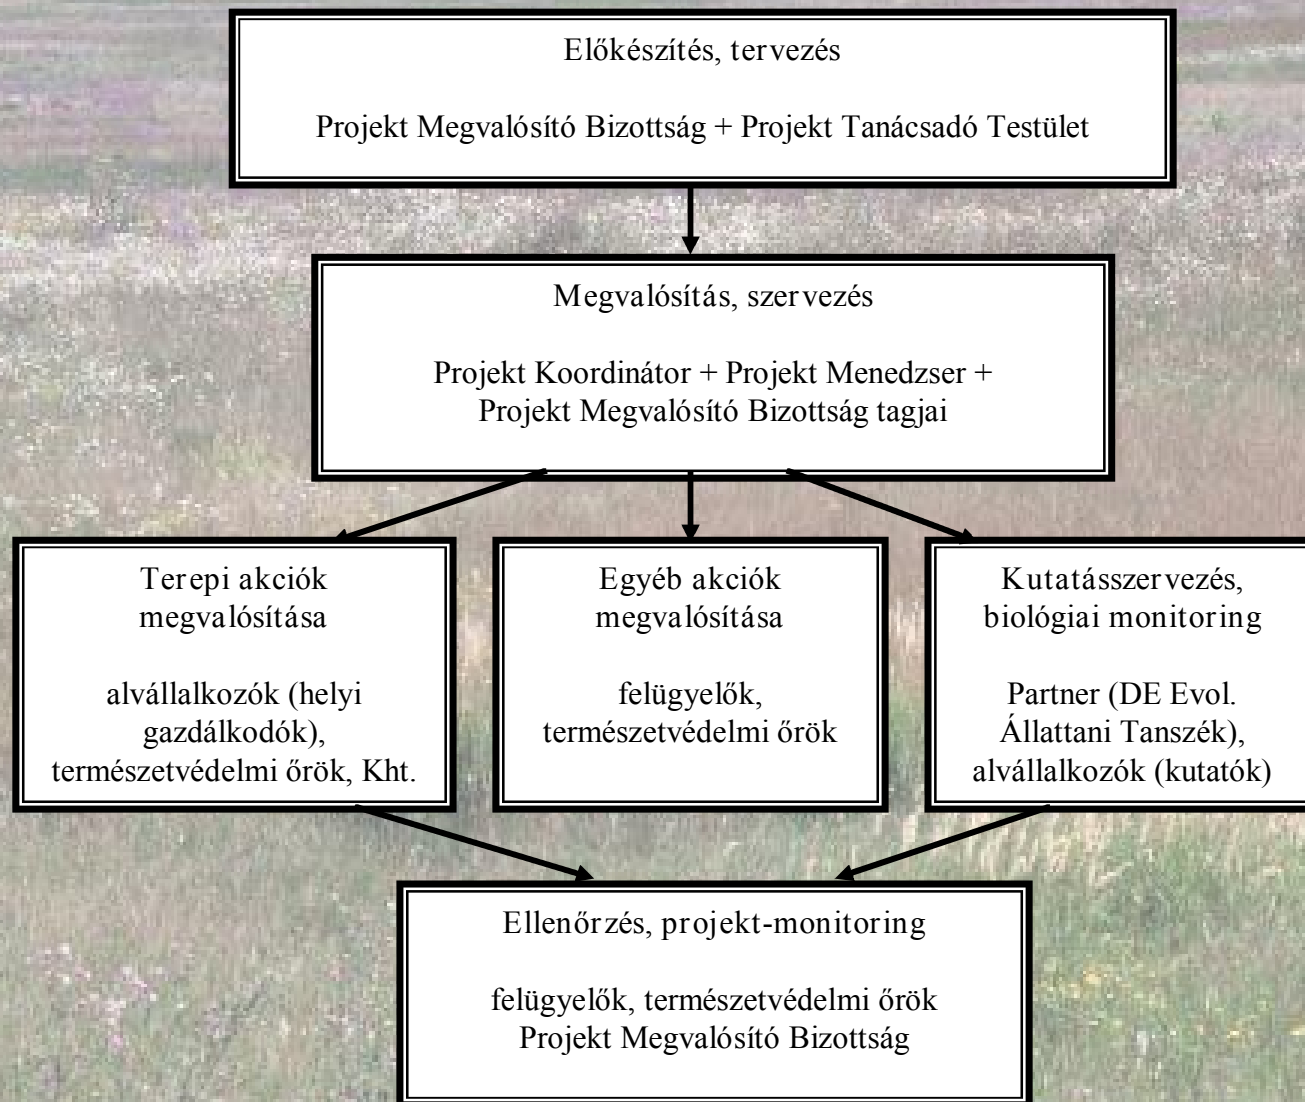 Előkészítés, tervezés
Projekt Megvalósító Bizottság + Projekt Tanácsadó Testület
Megvalósítás, szervezés
Projekt Koordinátor + Projekt Menedzser +
Projekt Megvalósító Bizottság tagjai
Terepi akciók
megvalósítása
alvállalkozók (helyi
gazdálkodók),
természetvédelmi őrök, Kht.
Egyéb akciók
megvalósítása
felügyelők,
természetvédelmi őrök
Kutatásszervezés,
biológiai monitoring
Partner (DE Evol.
Állattani Tanszék),
alvállalkozók (kutatók)
Ellenőrzés, projekt-monitoring
felügyelők, természetvédelmi őrök
Projekt Megvalósító Bizottság